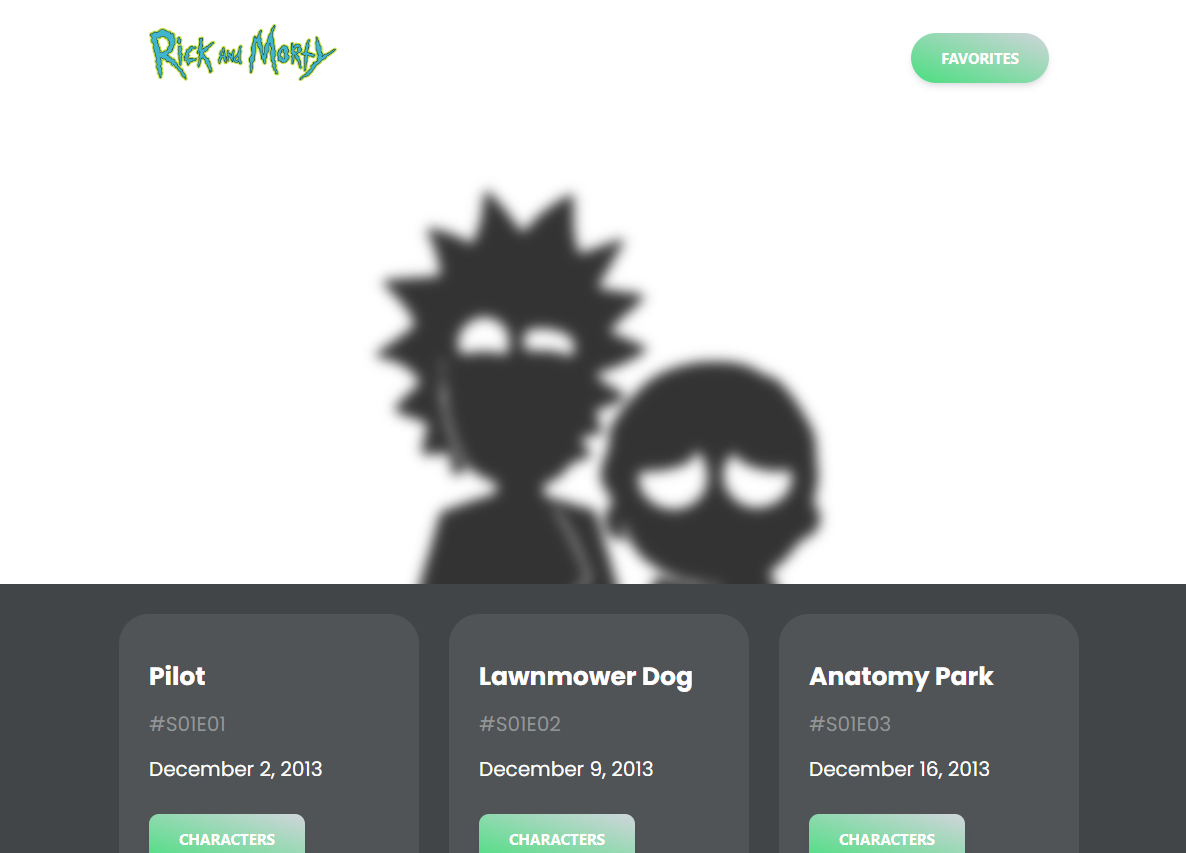 Rick and Morty
FAVORITES
Pilot
#S01E01
December 2, 2013
CHARACTERS
Lawnmower Dog
#S01E02
December 9, 2013
CHARACTERS
Anatomy Park
#S01E03
December 16, 2013
CHARACTERS